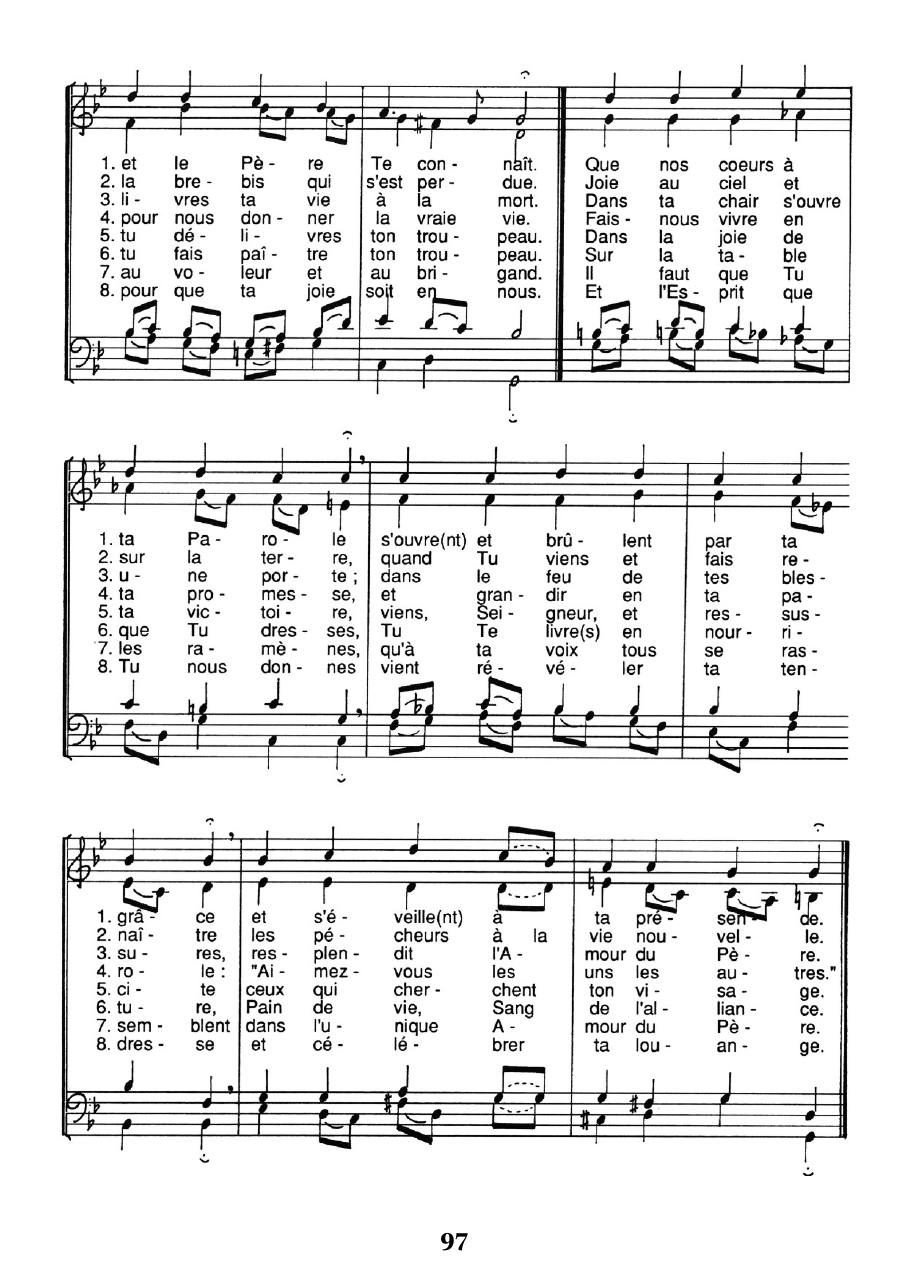 1. et le Pè - re Te con - naît. Que nos coeurs à
2. la bre - bis qui s'est per - due. Joie au ciel et
3. li - vres ta vie à la mort. Dans ta chair s'ouvre
4. pour nous don - ner la vraie vie. Fais - nous vivre en
5. tu dé - li - vres ton trou - peau. Dans la joie de
6. tu fais paî - tre ton trou - peau. Sur la ta - ble
7. au vo - leur et au bri - gand. Il faut que Tu
8. pour que ta joie soit en nous. Et l'Es - prit que
1. ta Pa - ro - le s'ouvre(nt) et brû - lent par ta
2. sur la ter - re, quand Tu viens et fais re -
3. u - ne por - te ; dans le feu de tes bles -
4. ta pro - mes - se, et gran - dir en ta pa -
5. ta vic - toi - re, viens, Sei - gneur, et res - sus -
6. que Tu dres - ses, Tu Te livre(s) en nour - ri -
7. les ra - mè - nes, qu'à ta voix tous se ras -
8. Tu nous don - nes vient ré - vé - ler ta ten -
1. grâ - ce et s'é - veille(nt) à ta pré - sen - ce.
2. naî - tre les pé - cheurs à la vie nou - vel - le.
3. su - res, res - plen - dit l'A - mour du Pè - re.
4. ro - le : "Ai - mez - vous les uns les au - tres."
5. ci - te ceux qui cher - chent ton vi - sa - ge.
6. tu - re, Pain de vie, Sang de l'al - lian - ce.
7. sem - blent dans l'u - nique A - mour du Pè - re.
8. dres - se et cé - lé - brer ta lou - an - ge.
97